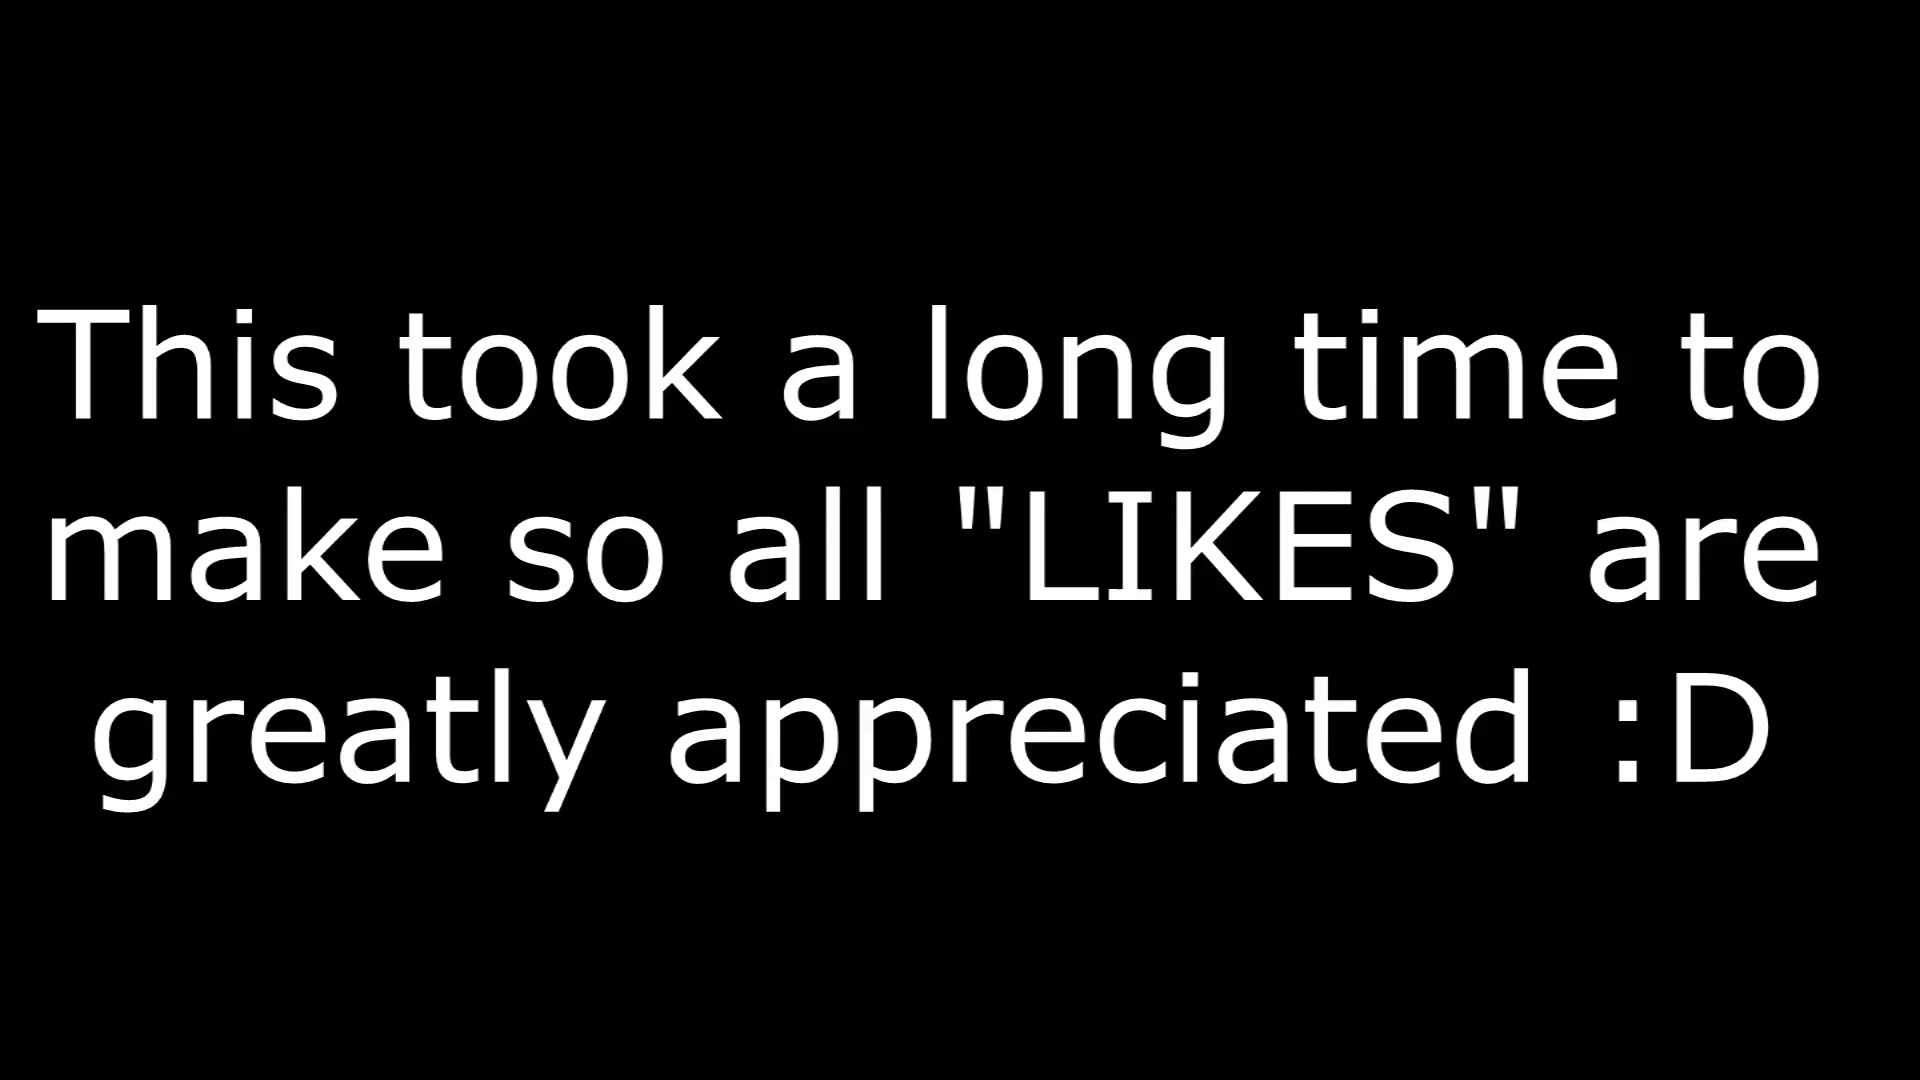 This took a long time to
make so all "LIKES" are
greatly appreciated :D